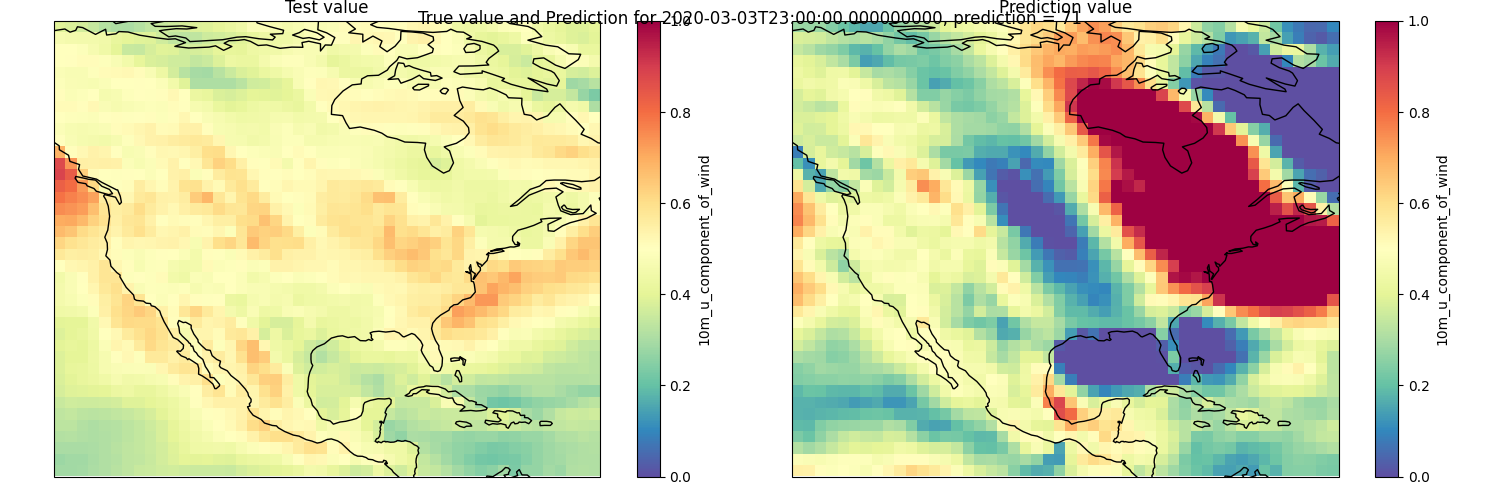 Test value
True value and Prediction for 2020-03-03T23:00:00.000000000, prediction = 71
Prediction value
1.0
0.8
0.6
0.4
0.2
0.0
10m_u_component_of_wind
1.0
0.8
0.6
0.4
0.2
0.0
10m_u_component_of_wind